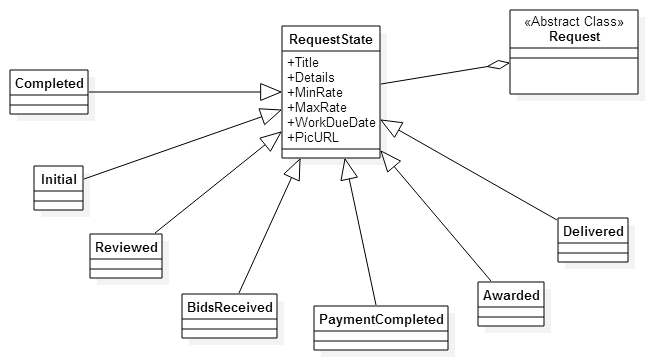 «Abstract Class»
Request
RequestState
+Title
+Details
+MinRate
+MaxRate
+WorkDueDate
+PicURL
Completed
Initial
Reviewed
BidsReceived
PaymentCompleted
Awarded
Delivered